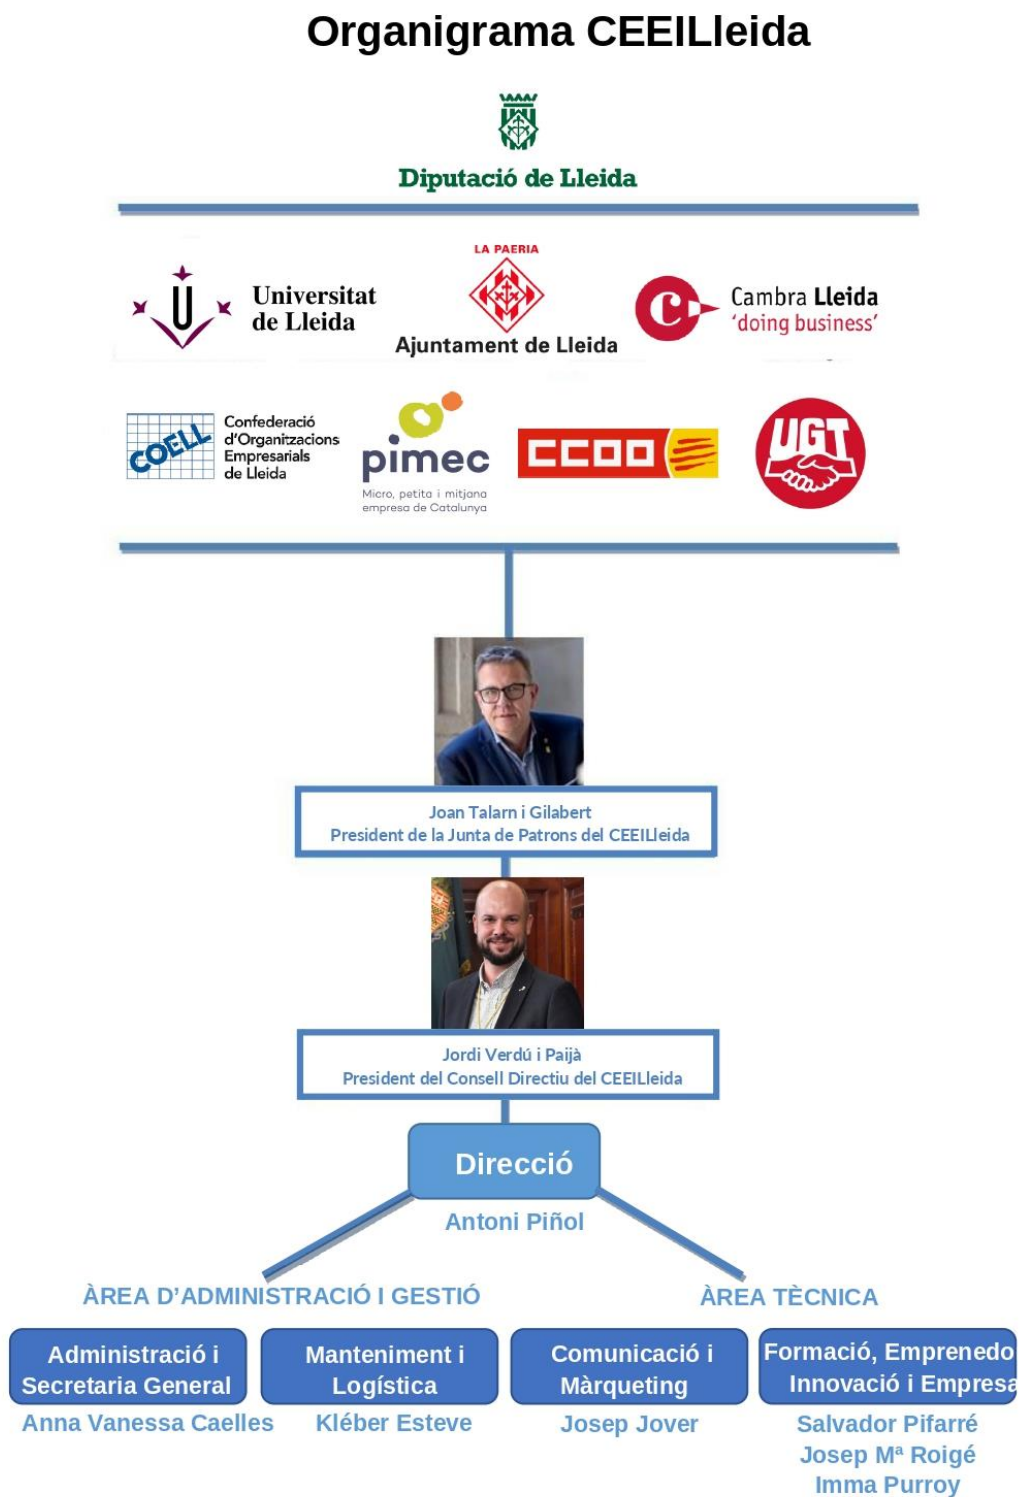 Organigrama CEEILleida
Diputació de Lleida
U
Universitat
de Lleida
LA PAERIA
Ajuntament de Lleida
C
Cambra Lleida
'doing business'
COELL
Confederació
d'Organitzacions
Empresarials
de Lleida
pimec
Micro, petita i mitjana
empresa de Catalunya
CCOO
UGT
Joan Talarn i Gilabert
President de la Junta de Patrons del CEEILleida
Jordi Verdú i Paijà
President del Consell Directiu del CEEILleida
Direcció
Antoni Piñol
ÀREA D'ADMINISTRACIÓ I GESTIÓ
ÀREA TÈCNICA
Administració i
Secretaria General
Anna Vanessa Caelles
Manteniment i
Logística
Kléber Esteve
Comunicació i
Màrqueting
Josep Jover
Formació, Emprenedo
Innovació i Empresa
Salvador Pifarré
Josep Mª Roigé
Imma Purroy